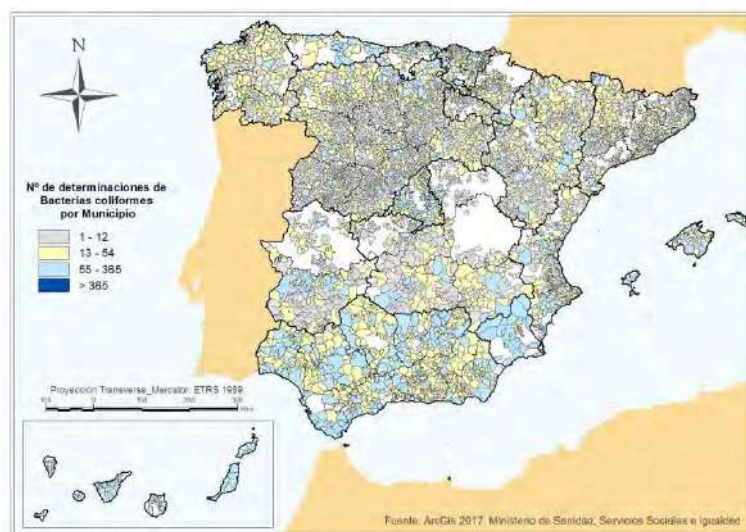 N
Nº de determinaciones de
Bacterias coliformes
por Municipio
1 - 12
13 - 54
55 - 365
> 365
Proyección Transverse_Mercator. ETRS 1989.
0
Fuente: ArcGis 2017. Ministerio de Sanidad, Servicios Sociales e Igualdad